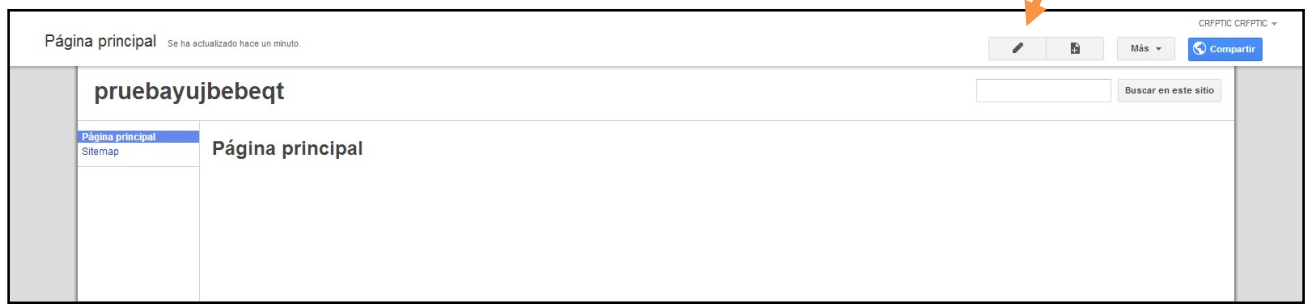 CRFPTIC CRFPTIC
Página principal Se ha actualizado hace un minuto.
Más
Compartir
pruebayujbebeqt
Buscar en este sitio
Página principal
Sitemap
Página principal